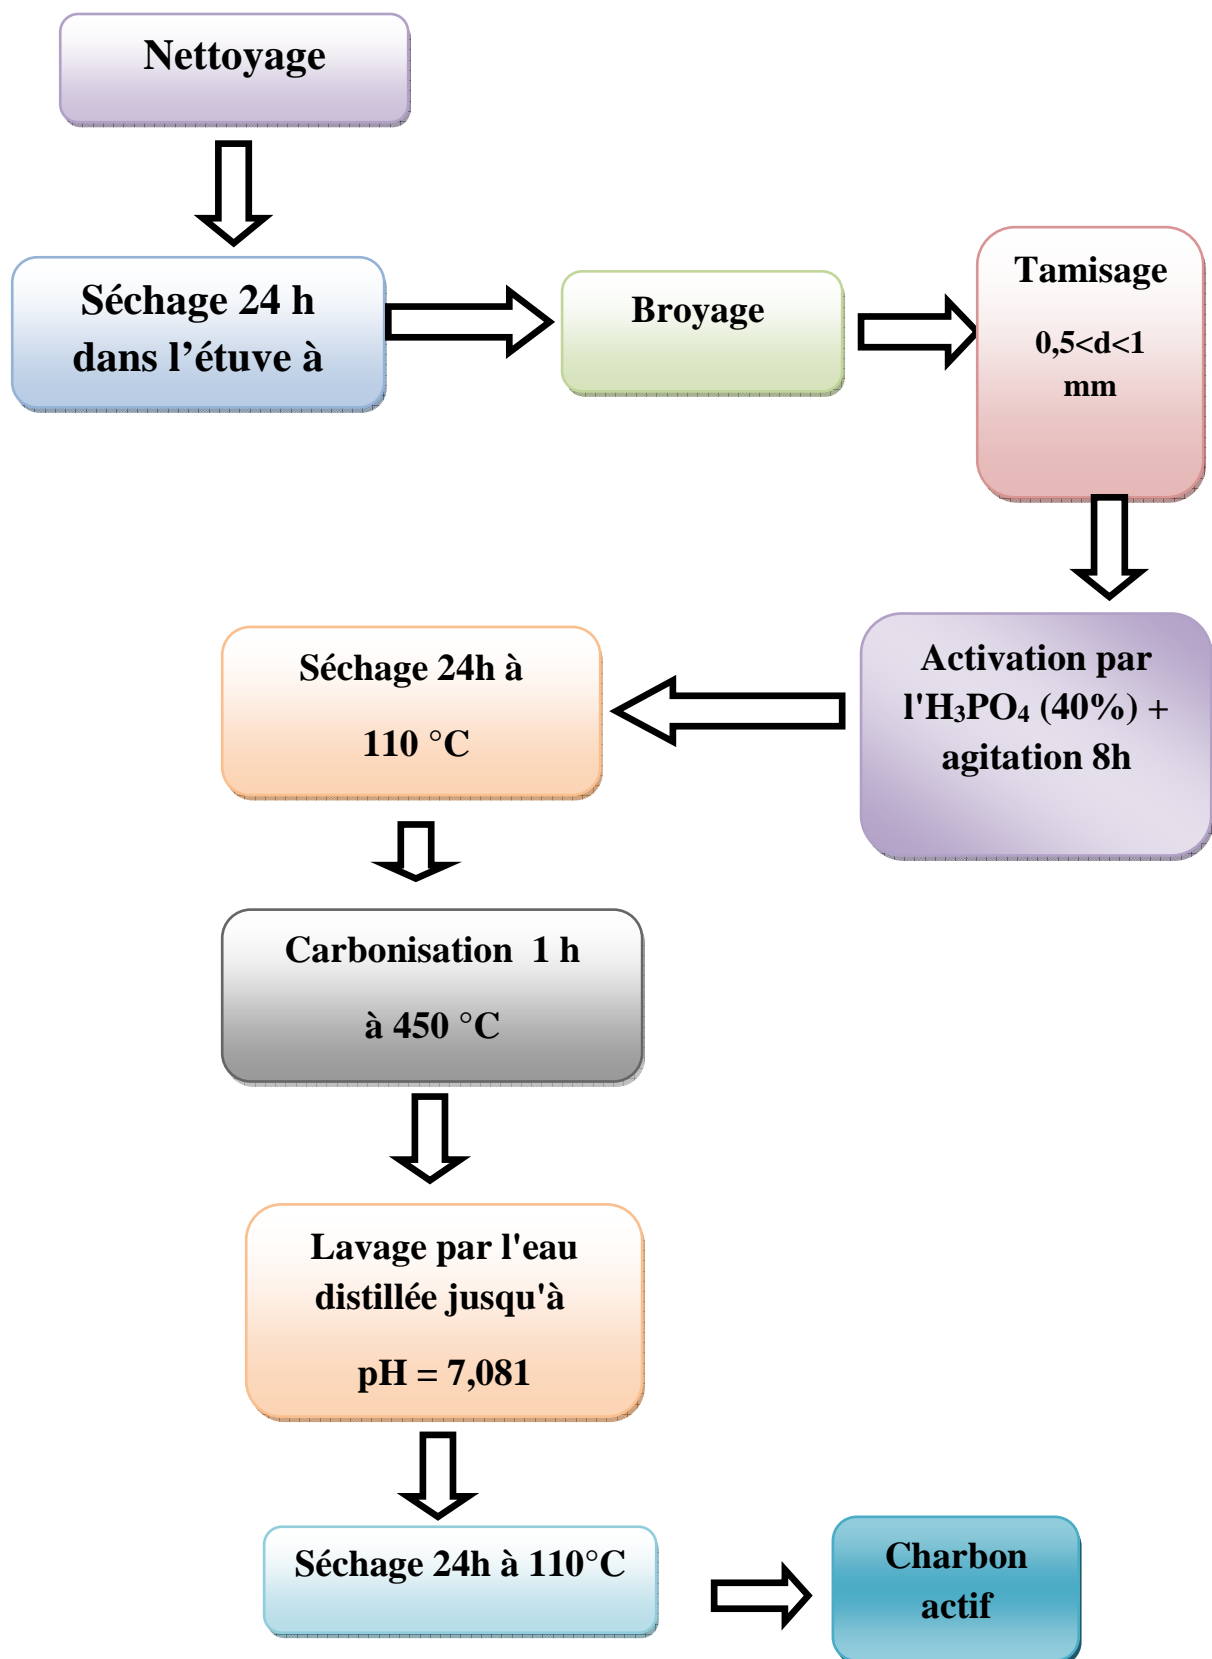 Nettoyage
Séchage 24 h
dans l’étuve à
Broyage
Tamisage
0,5<d<1
mm
Activation par
l'H₃PO₄ (40%) +
agitation 8h
Séchage 24h à
110 °C
Carbonisation 1 h
à 450 °C
Lavage par l'eau
distillée jusqu'à
pH = 7,081
Séchage 24h à 110°C
Charbon
actif